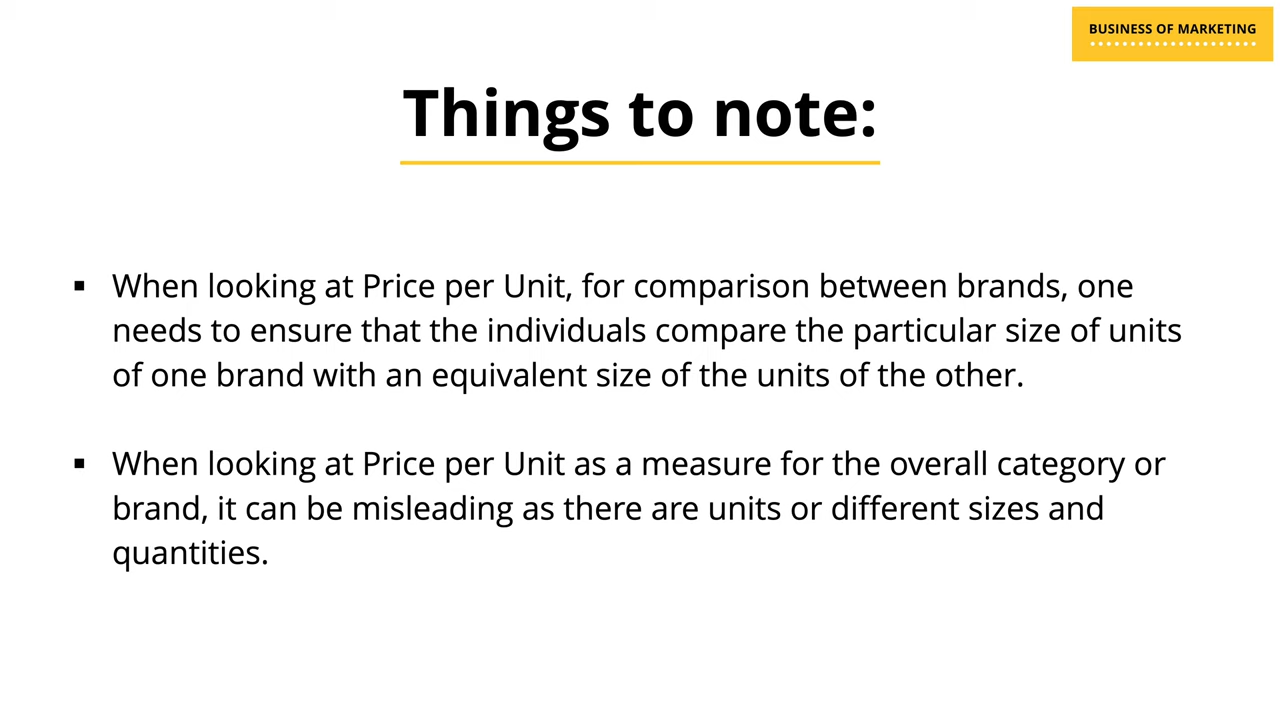 BUSINESS OF MARKETING
Things to note:
▪ When looking at Price per Unit, for comparison between brands, one
needs to ensure that the individuals compare the particular size of units
of one brand with an equivalent size of the units of the other.
▪ When looking at Price per Unit as a measure for the overall category or
brand, it can be misleading as there are units or different sizes and
quantities.